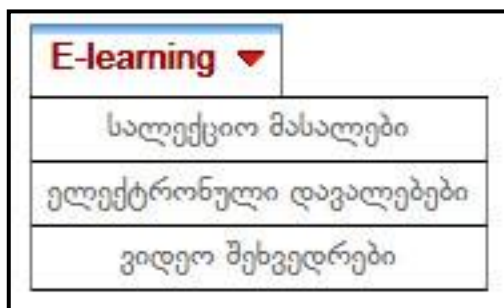 E-learning
სალექციო მასალები
ელექტრონული დავალებები
ვიდეო შეხვედრები